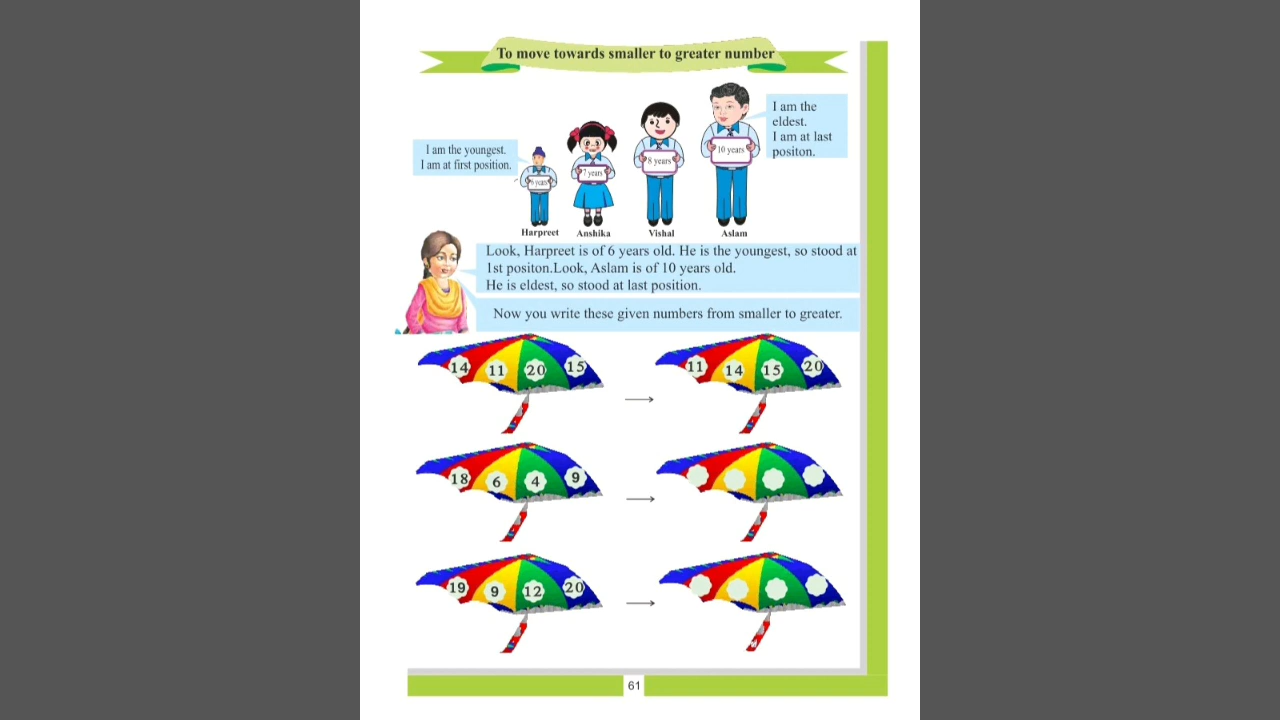 To move towards smaller to greater number
I am the
eldest.
I am at last
positon.
I am the youngest.
I am at first position.
6 years
7 years
8 years
10 years
Harpreet Anshika Vishal Aslam
Look, Harpreet is of 6 years old. He is the youngest, so stood at
1st positon.Look, Aslam is of 10 years old.
He is eldest, so stood at last position.
Now you write these given numbers from smaller to greater.
14 11 20 15 → 11 14 15 20
18 6 4 9 →
19 9 12 20 →
61